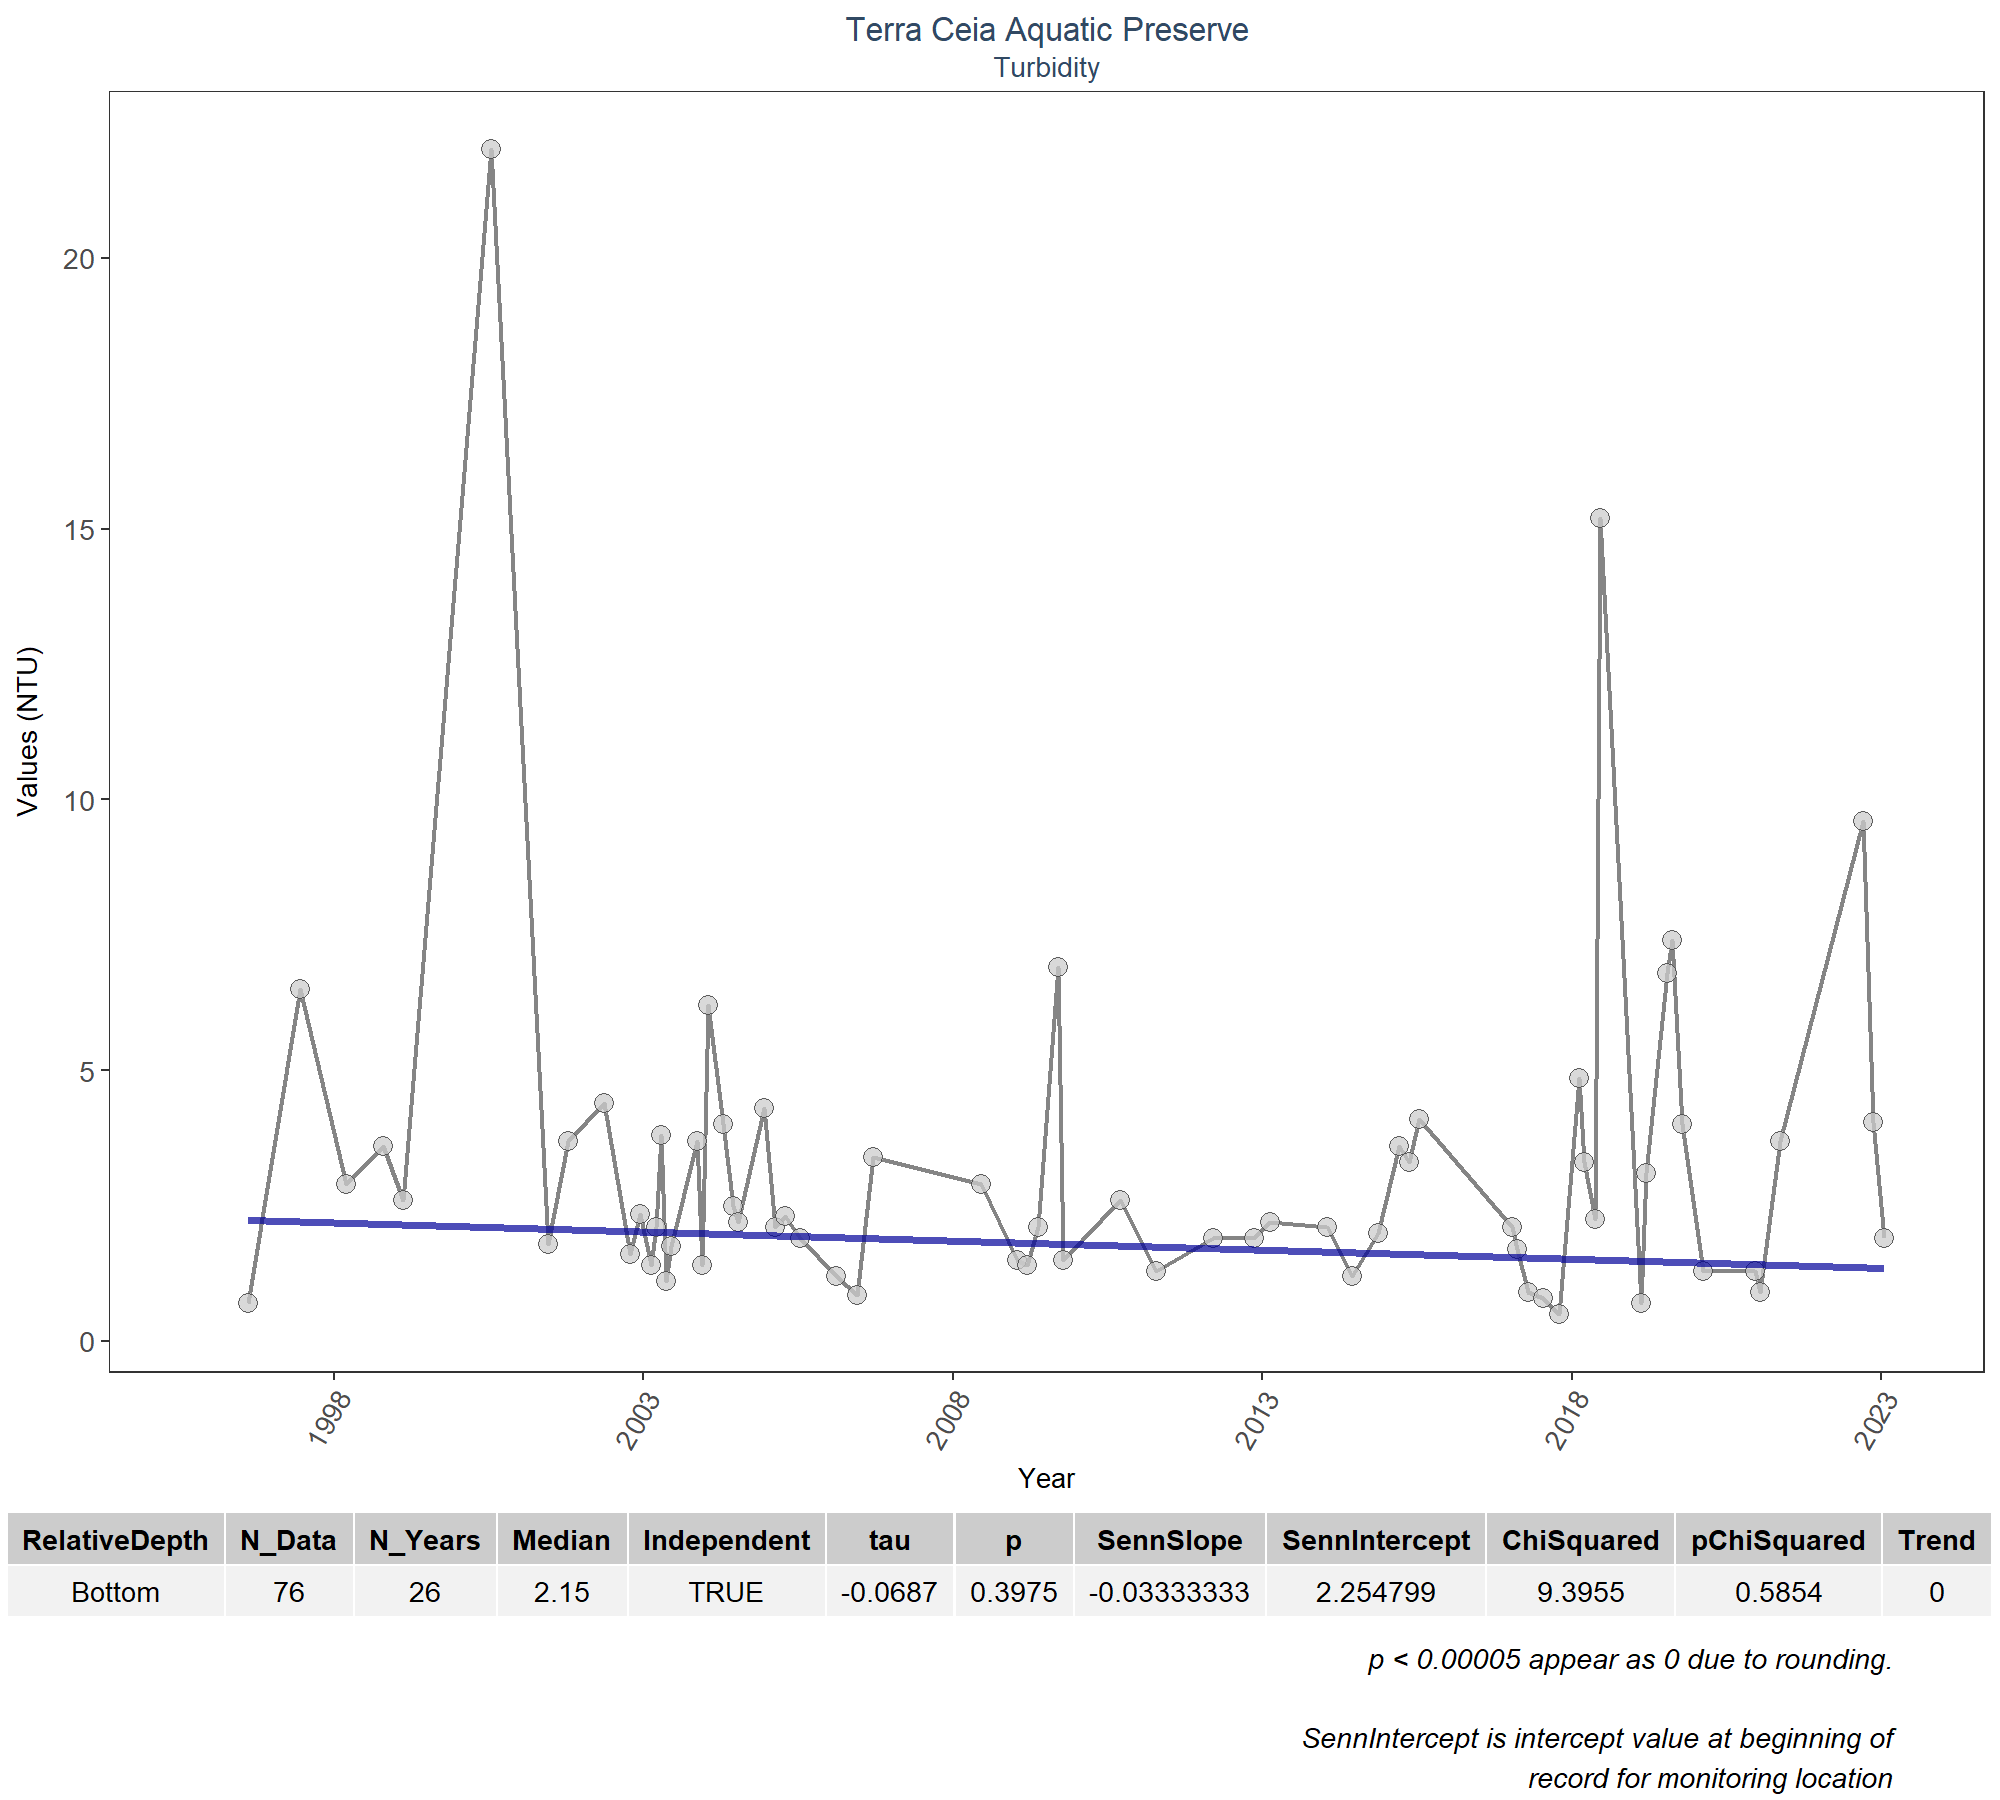 Terra Ceia Aquatic Preserve
Turbidity
Values (NTU)
20
15
10
5
0
1998 2003 2008 2013 2018 2023
Year
RelativeDepth N_Data N_Years Median Independent tau p SennSlope SennIntercept ChiSquared pChiSquared Trend
Bottom 76 26 2.15 TRUE -0.0687 0.3975 -0.03333333 2.254799 9.3955 0.5854 0
p < 0.00005 appear as 0 due to rounding.
SennIntercept is intercept value at beginning of
record for monitoring location